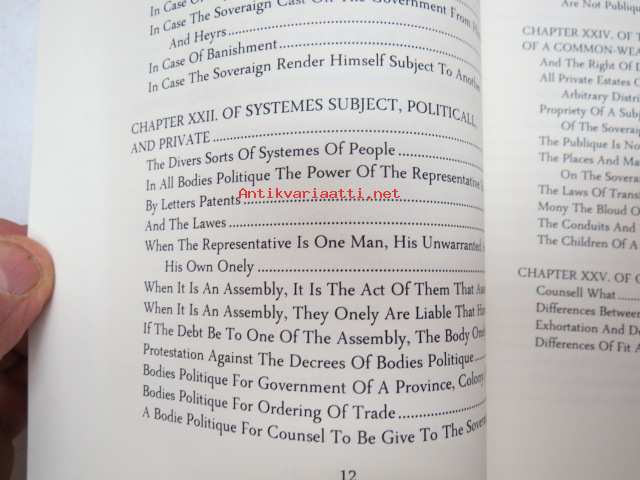 In Case Of The Soveraign Cast Off The Government From
And Heyrs
In Case Of Banishment
In Case The Soveraign Render Himself Subject To Another
CHAPTER XXII. OF SYSTEMES SUBJECT, POLITICALL,
AND PRIVATE
The Divers Sorts Of Systemes Of People
In All Bodies Politique The Power Of The Representative
By Letters Patents
And The Lawes
When The Representative Is One Man, His Unwarranted
His Own Onely
When It Is An Assembly, It Is The Act Of Them That
When It Is An Assembly, They Onely Are Liable That
If The Debt Be To One Of The Assembly, The Body
Protestation Against The Decrees Of Bodies Politique
Bodies Politique For Government Of A Province, Colony
Bodies Politique For Ordering Of Trade
A Bodie Politique For Counsel To Be Give To The
12
Are Not Publique
CHAPTER XXIV. OF
OF A COMMON-WEA
And The Right Of
All Private Estates
Arbitrary Distri
Propriety Of A Subj
Of The Soveraign
The Publique Is No
The Places And Ma
On The Soveraign
The Laws Of Transf
Mony The Bloud
The Conduits And
The Children Of A
CHAPTER XXV. OF
Counsell What
Differences Between
Exhortation And De
Differences Of Fit A
Antikvariaatti.net